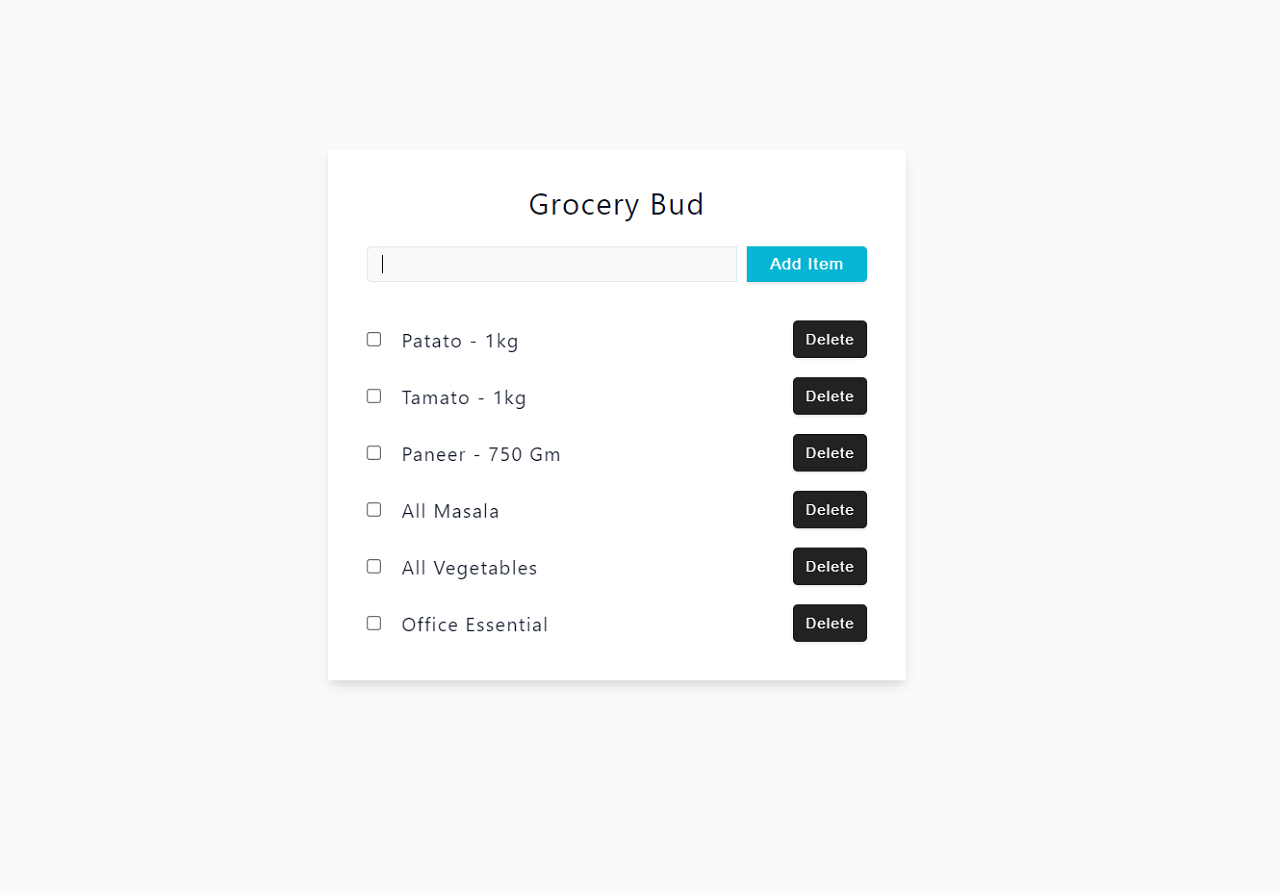 Grocery Bud
Add Item
Patato - 1kg Delete
Tamato - 1kg Delete
Paneer - 750 Gm Delete
All Masala Delete
All Vegetables Delete
Office Essential Delete